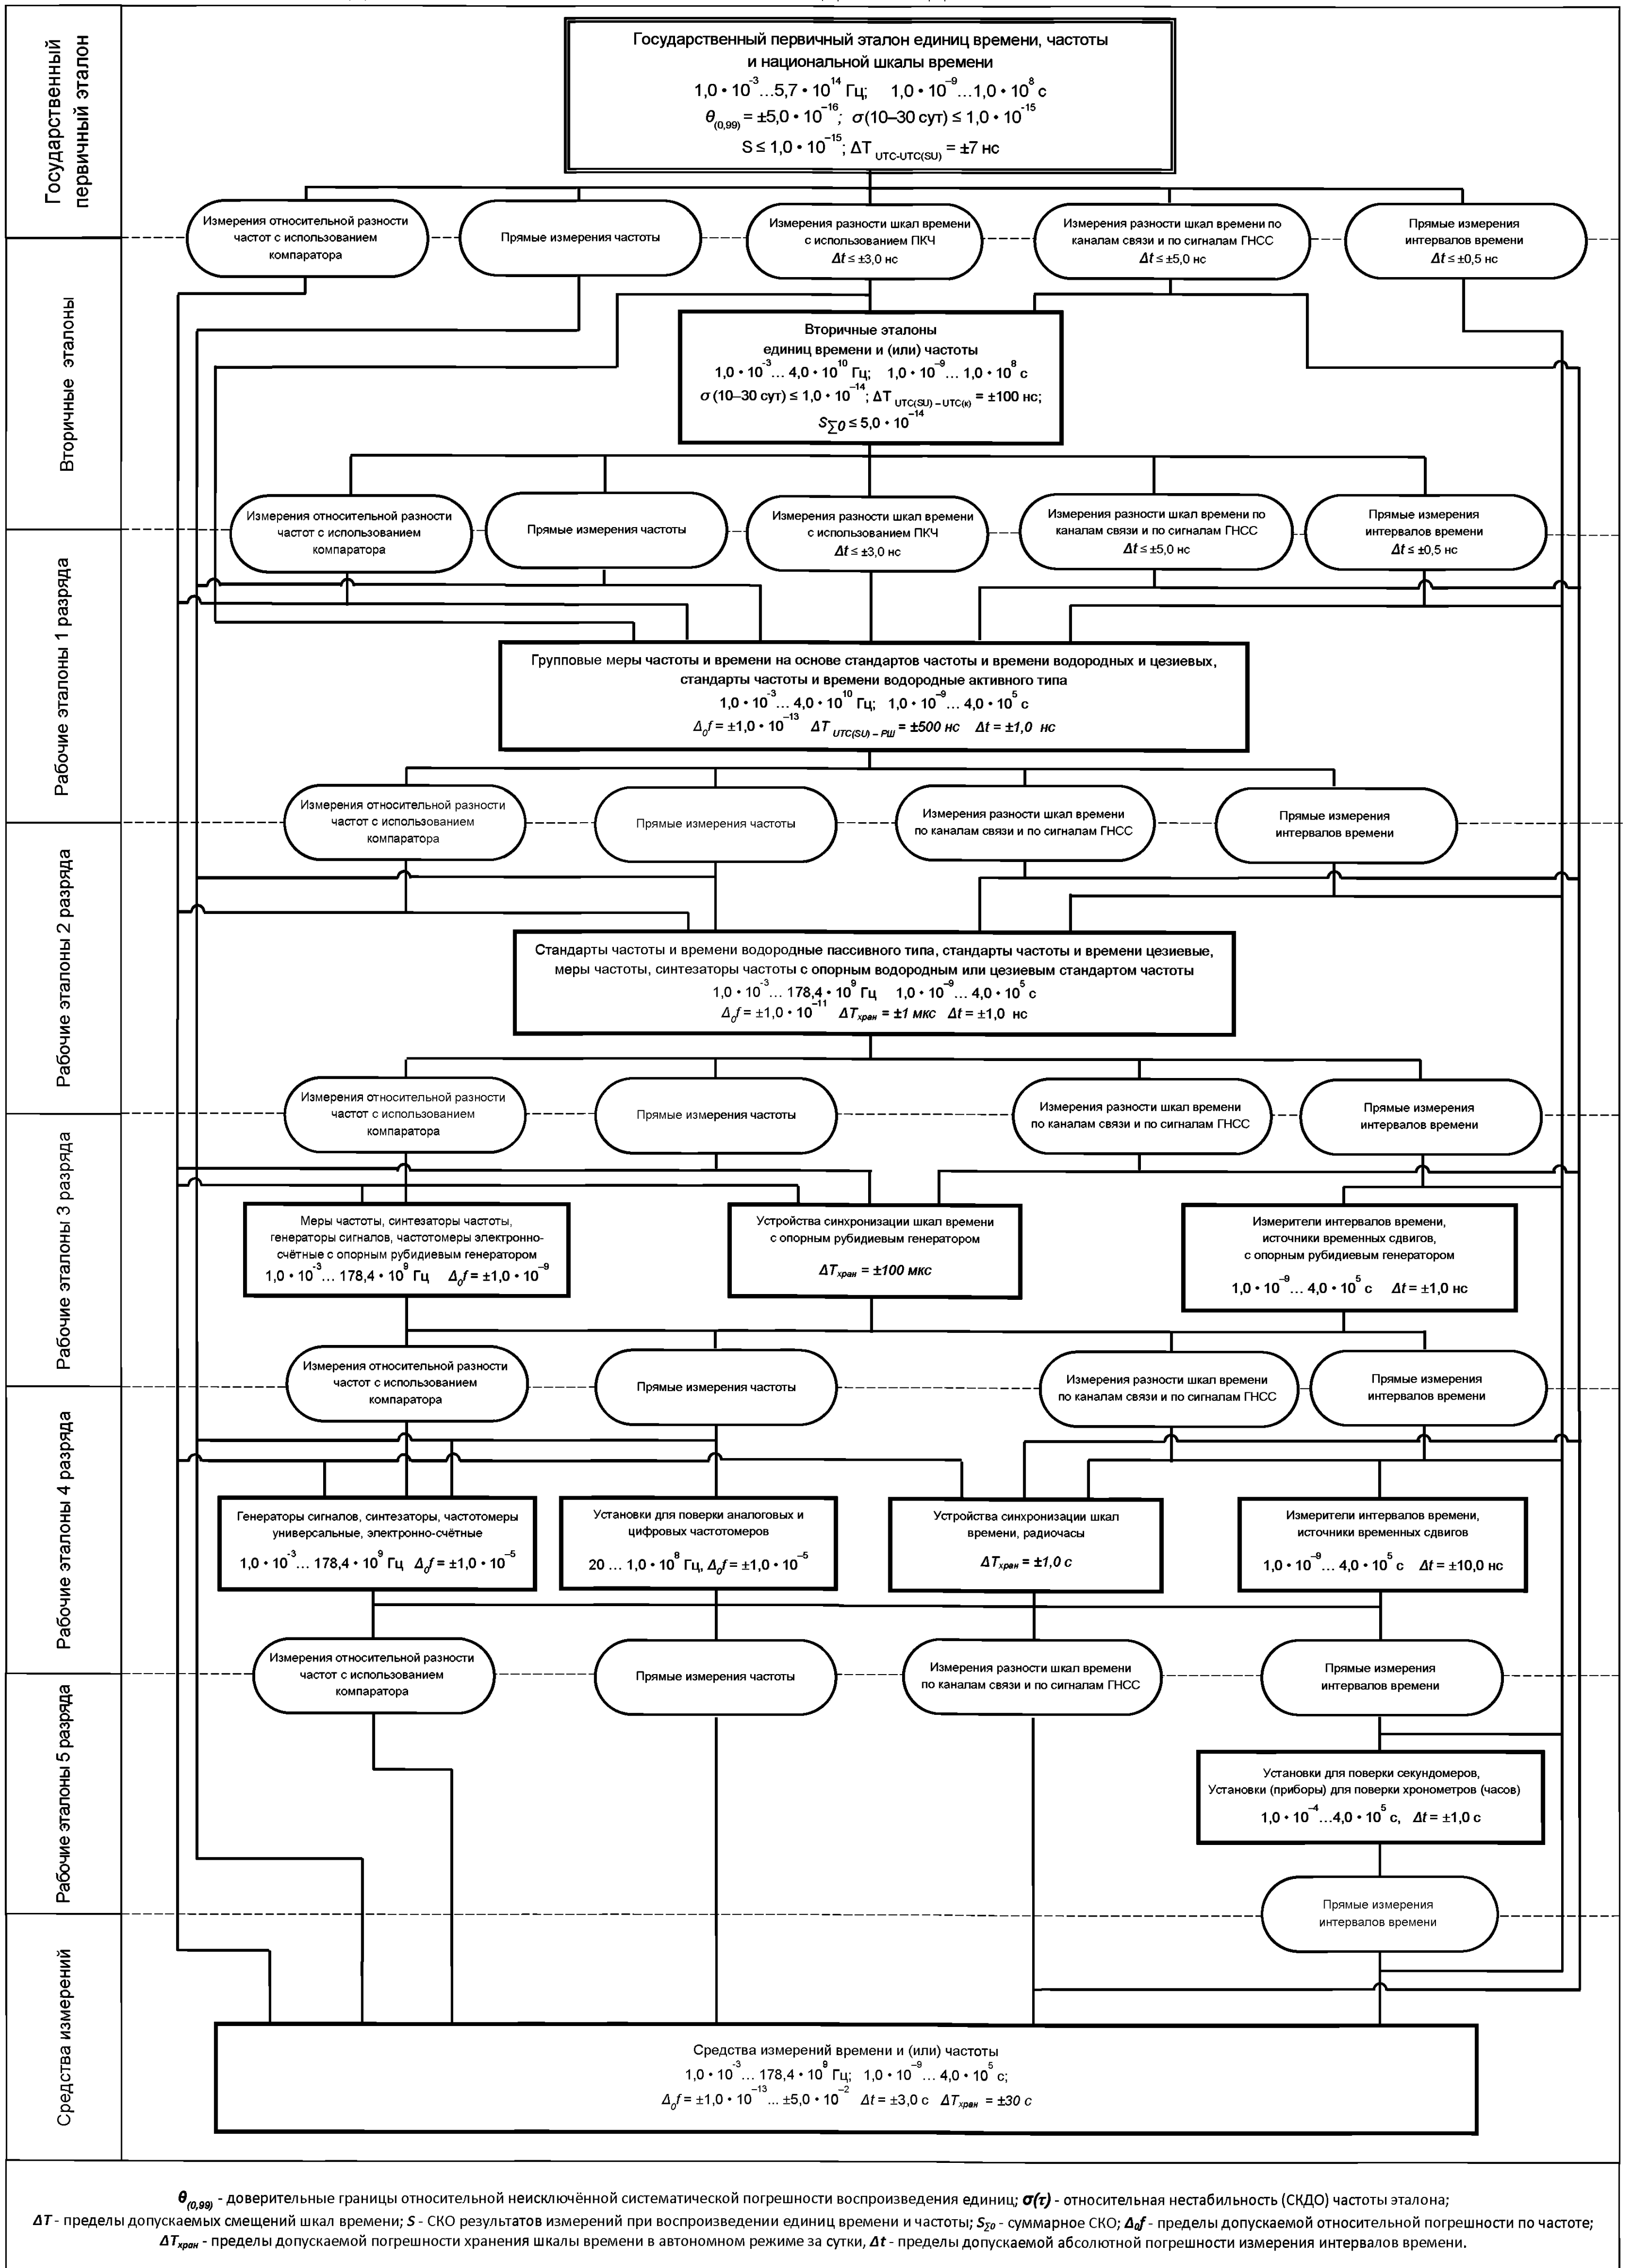 Государственный
первичный эталон
Государственный первичный эталон единиц времени, частоты
и национальной шкалы времени
1,0 • 10⁻³…5,7 • 10¹⁴ Гц; 1,0 • 10⁻⁹…1,0 • 10⁸ с
θ(0,99) = ±5,0 • 10⁻¹⁶; σ(10–30 сут) ≤ 1,0 • 10⁻¹⁵
S ≤ 1,0 • 10⁻¹⁵; ΔT UTC-UTC(SU) = ±7 нс
Измерения относительной разности
частот с использованием
компаратора
Прямые измерения частоты
Измерения разности шкал времени
с использованием ПКЧ
Δt ≤ ±3,0 нс
Измерения разности шкал времени по
каналам связи и по сигналам ГНСС
Δt ≤ ±5,0 нс
Прямые измерения
интервалов времени
Δt ≤ ±0,5 нс
Вторичные эталоны
Вторичные эталоны
единиц времени и (или) частоты
1,0 • 10⁻³… 4,0 • 10¹⁰ Гц; 1,0 • 10⁻⁹… 1,0 • 10⁸ с
σ (10–30 сут) ≤ 1,0 • 10⁻¹⁴; ΔT UTC(SU) – UTC(к) = ±100 нс;
S∑0 ≤ 5,0 • 10⁻¹⁴
Измерения относительной разности
частот с использованием
компаратора
Прямые измерения частоты
Измерения разности шкал времени
с использованием ПКЧ
Δt ≤ ±3,0 нс
Измерения разности шкал времени по
каналам связи и по сигналам ГНСС
Δt ≤ ±5,0 нс
Прямые измерения
интервалов времени
Δt ≤ ±0,5 нс
Рабочие эталоны 1 разряда
Групповые меры частоты и времени на основе стандартов частоты и времени водородных и цезиевых,
стандарты частоты и времени водородные активного типа
1,0 • 10⁻³… 4,0 • 10¹⁰ Гц; 1,0 • 10⁻⁹… 4,0 • 10⁵ с
Δ₀f = ±1,0 • 10⁻¹³ ΔT UTC(SU) – РШ = ±500 нс Δt = ±1,0 нс
Измерения относительной разности
частот с использованием
компаратора
Прямые измерения частоты
Измерения разности шкал времени
по каналам связи и по сигналам ГНСС
Прямые измерения
интервалов времени
Рабочие эталоны 2 разряда
Стандарты частоты и времени водородные пассивного типа, стандарты частоты и времени цезиевые,
меры частоты, синтезаторы частоты с опорным водородным или цезиевым стандартом частоты
1,0 • 10⁻³… 178,4 • 10⁹ Гц 1,0 • 10⁻⁹… 4,0 • 10⁵ с
Δ₀f = ±1,0 • 10⁻¹¹ ΔTхран = ±1 мкс Δt = ±1,0 нс
Измерения относительной разности
частот с использованием
компаратора
Прямые измерения частоты
Измерения разности шкал времени
по каналам связи и по сигналам ГНСС
Прямые измерения
интервалов времени
Рабочие эталоны 3 разряда
Меры частоты, синтезаторы частоты,
генераторы сигналов, частотомеры электронно-
счётные с опорным рубидиевым генератором
1,0 • 10⁻³… 178,4 • 10⁹ Гц Δ₀f = ±1,0 • 10⁻⁹
Устройства синхронизации шкал времени
с опорным рубидиевым генератором
ΔTхран = ±100 мкс
Измерители интервалов времени,
источники временных сдвигов,
с опорным рубидиевым генератором
1,0 • 10⁻⁹… 4,0 • 10⁵ с Δt = ±1,0 нс
Измерения относительной разности
частот с использованием
компаратора
Прямые измерения частоты
Измерения разности шкал времени
по каналам связи и по сигналам ГНСС
Прямые измерения
интервалов времени
Рабочие эталоны 4 разряда
Генераторы сигналов, синтезаторы, частотомеры
универсальные, электронно-счётные
1,0 • 10⁻³… 178,4 • 10⁹ Гц Δ₀f = ±1,0 • 10⁻⁵
Установки для поверки аналоговых и
цифровых частотомеров
20 … 1,0 • 10⁸ Гц, Δ₀f = ±1,0 • 10⁻⁵
Устройства синхронизации шкал
времени, радиочасы
ΔTхран = ±1,0 с
Измерители интервалов времени,
источники временных сдвигов
1,0 • 10⁻⁹… 4,0 • 10⁵ с Δt = ±10,0 нс
Измерения относительной разности
частот с использованием
компаратора
Прямые измерения частоты
Измерения разности шкал времени
по каналам связи и по сигналам ГНСС
Прямые измерения
интервалов времени
Рабочие эталоны 5 разряда
Установки для поверки секундомеров,
Установки (приборы) для поверки хронометров (часов)
1,0 • 10⁻⁴…4,0 • 10⁵ с, Δt = ±1,0 с
Прямые измерения
интервалов времени
Средства измерений
Средства измерений времени и (или) частоты
1,0 • 10⁻³… 178,4 • 10⁹ Гц; 1,0 • 10⁻⁹… 4,0 • 10⁵ с;
Δ₀f = ±1,0 • 10⁻¹³ … ±5,0 • 10⁻² Δt = ±3,0 с ΔTхран = ±30 с
θ(0,99) - доверительные границы относительной неисключённой систематической погрешности воспроизведения единиц; σ(τ) - относительная нестабильность (СКДО) частоты эталона;
ΔT - пределы допускаемых смещений шкал времени; S - СКО результатов измерений при воспроизведении единиц времени и частоты; S∑0 - суммарное СКО; Δ₀f - пределы допускаемой относительной погрешности по частоте;
ΔTхран - пределы допускаемой погрешности хранения шкалы времени в автономном режиме за сутки, Δt - пределы допускаемой абсолютной погрешности измерения интервалов времени.